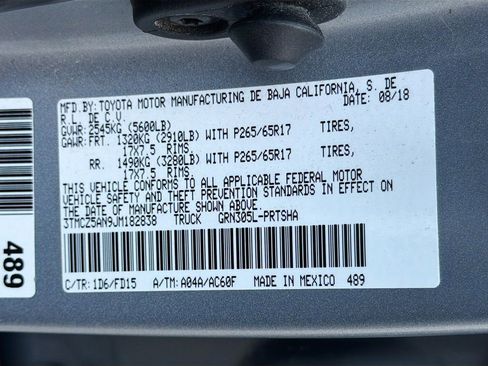 MFD.BY: TOYOTA MOTOR MANUFACTURING DE BAJA CALIFORNIA, S. DE
R.L. DE C.V. DATE: 08/18
GVWR: 2545KG (5600LB)
GAWR: FRT. 1320KG (2910LB) WITH P265/65R17 TIRES,
17X7.5 RIMS.
RR. 1490KG (3280LB) WITH P265/65R17 TIRES,
17X7.5 RIMS.
THIS VEHICLE CONFORMS TO ALL APPLICABLE FEDERAL MOTOR
VEHICLE SAFETY AND THEFT PREVENTION STANDARDS IN EFFECT ON
THE DATE OF MANUFACTURE SHOWN ABOVE.
3TMCZ5AN9JM182838 TRUCK GRN305L-PRTSHA
C/TR: 1D6/FD15 A/TM: A04A/AC60F MADE IN MEXICO 489
489